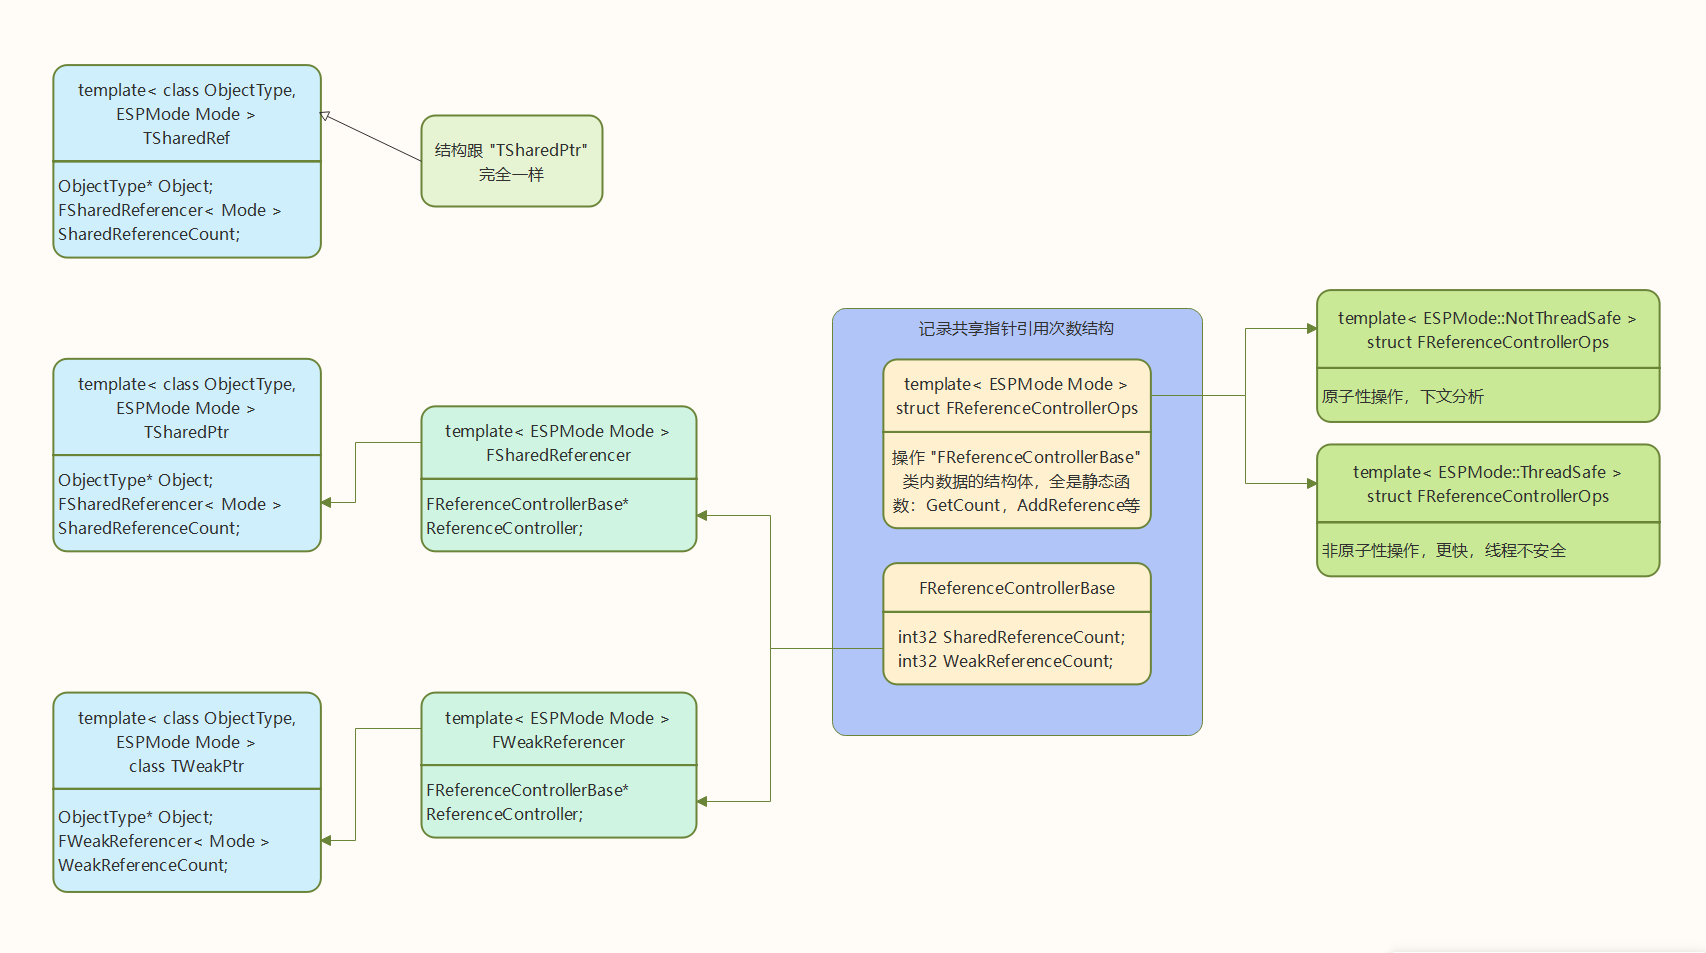 template< class ObjectType,
ESPMode Mode >
TSharedRef
ObjectType* Object;
FSharedReferencer< Mode >
SharedReferenceCount;
结构跟 "TSharedPtr"
完全一样
template< class ObjectType,
ESPMode Mode >
TSharedPtr
ObjectType* Object;
FSharedReferencer< Mode >
SharedReferenceCount;
template< ESPMode Mode >
FSharedReferencer
FReferenceControllerBase*
ReferenceController;
template< class ObjectType,
ESPMode Mode >
class TWeakPtr
ObjectType* Object;
FWeakReferencer< Mode >
WeakReferenceCount;
template< ESPMode Mode >
FWeakReferencer
FReferenceControllerBase*
ReferenceController;
记录共享指针引用次数结构
template< ESPMode Mode >
struct FReferenceControllerOps
操作 "FReferenceControllerBase"
类内数据的结构体，全是静态函
数：GetCount，AddReference等
FReferenceControllerBase
int32 SharedReferenceCount;
int32 WeakReferenceCount;
template< ESPMode::NotThreadSafe >
struct FReferenceControllerOps
原子性操作，下文分析
template< ESPMode::ThreadSafe >
struct FReferenceControllerOps
非原子性操作，更快，线程不安全